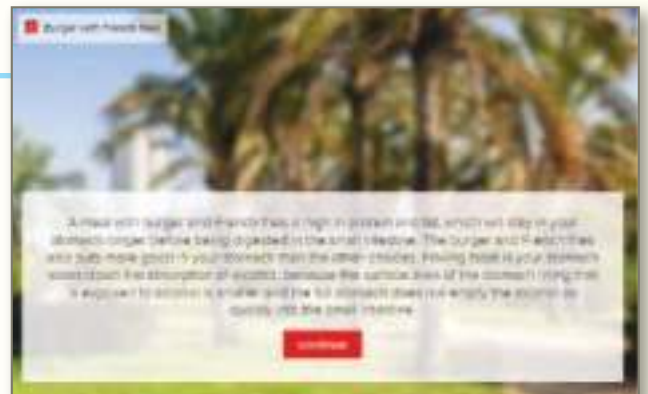 Burger with French fries
A meal with burger and French fries is high in protein and fat, which will stay in your
stomach longer before being digested in the small intestine. The burger and French fries
also take more space in your stomach than the other choices. Having food in your stomach
slows down the absorption of alcohol, because the surface area of the stomach lining that
is exposed to alcohol is smaller and the full stomach does not empty the alcohol as
quickly into the small intestine.
continue